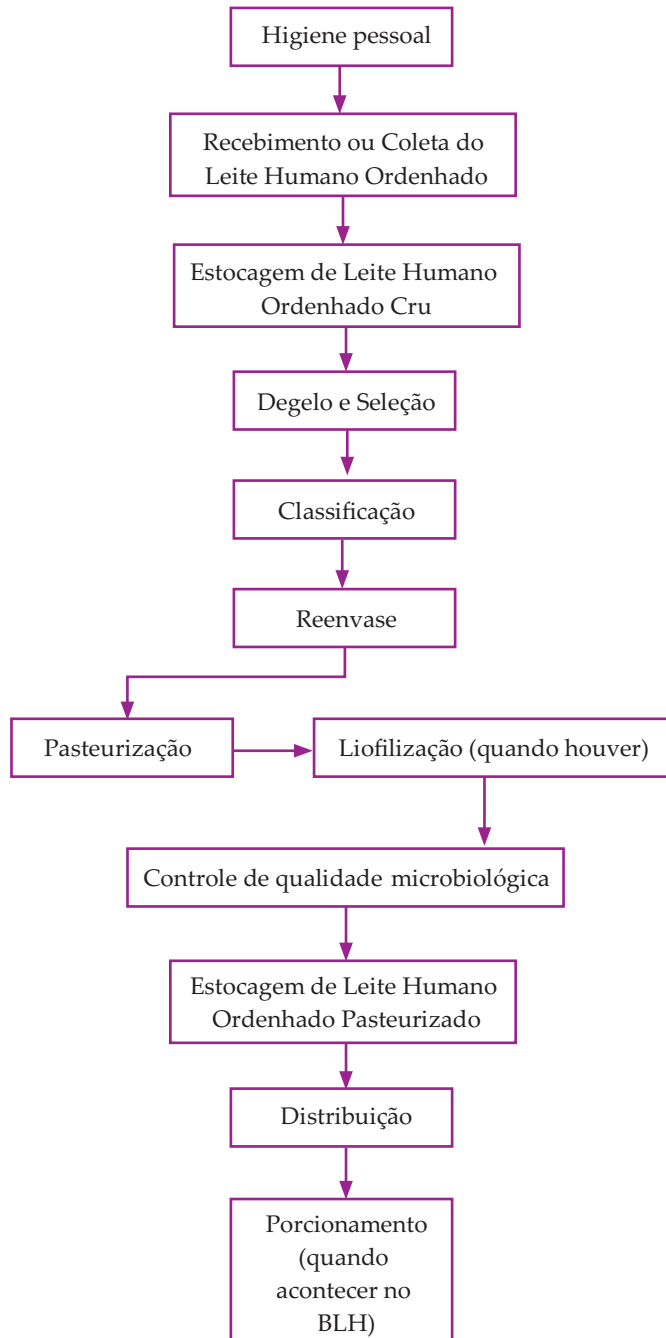 Higiene pessoal
Recebimento ou Coleta do
Leite Humano Ordenhado
Estocagem de Leite Humano
Ordenhado Cru
Degelo e Seleção
Classificação
Reenvase
Pasteurização
Liofilização (quando houver)
Controle de qualidade microbiológica
Estocagem de Leite Humano
Ordenhado Pasteurizado
Distribuição
Porcionamento
(quando
acontecer no
BLH)